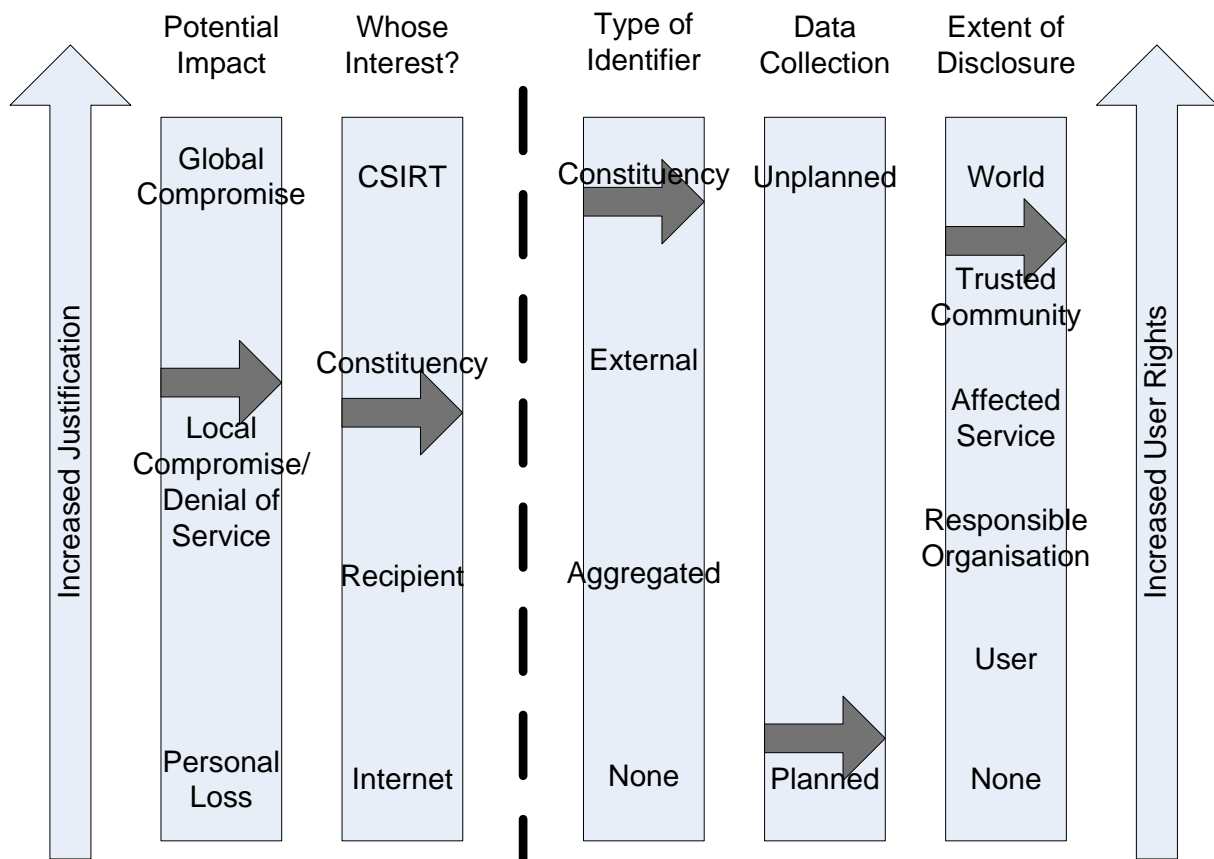 Increased Justification
Potential
Impact
Global
Compromise
Local
Compromise/
Denial of
Service
Personal
Loss
Whose
Interest?
CSIRT
Constituency
Recipient
Internet
Type of
Identifier
Constituency
External
Aggregated
None
Data
Collection
Unplanned
Planned
Extent of
Disclosure
World
Trusted
Community
Affected
Service
Responsible
Organisation
User
None
Increased User Rights